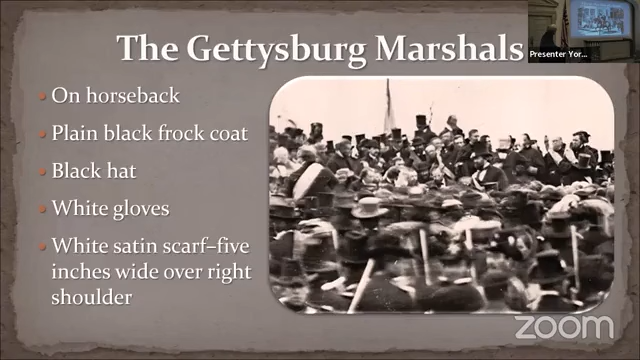 The Gettysburg Marshals
Presenter Yor...
• On horseback
• Plain black frock coat
• Black hat
• White gloves
• White satin scarf–five
inches wide over right
shoulder
zoom